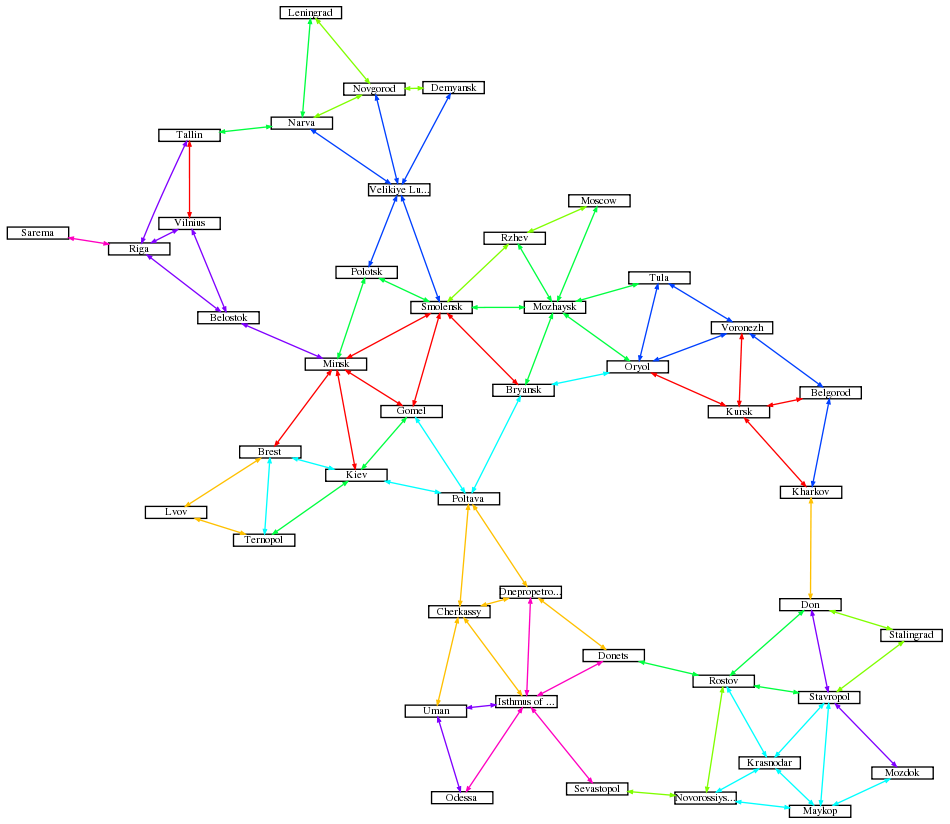 Leningrad
Novgorod
Demyansk
Narva
Tallin
Velikiye Lu...
Moscow
Vilnius
Sarema
Rzhev
Riga
Polotsk
Tula
Smolensk
Mozhaysk
Belostok
Voronezh
Minsk
Oryol
Bryansk
Belgorod
Gomel
Kursk
Brest
Kiev
Kharkov
Poltava
Lvov
Ternopol
Dnepropetro...
Don
Cherkassy
Stalingrad
Donets
Rostov
Stavropol
Isthmus of ...
Uman
Krasnodar
Mozdok
Sevastopol
Odessa
Novorossiys...
Maykop